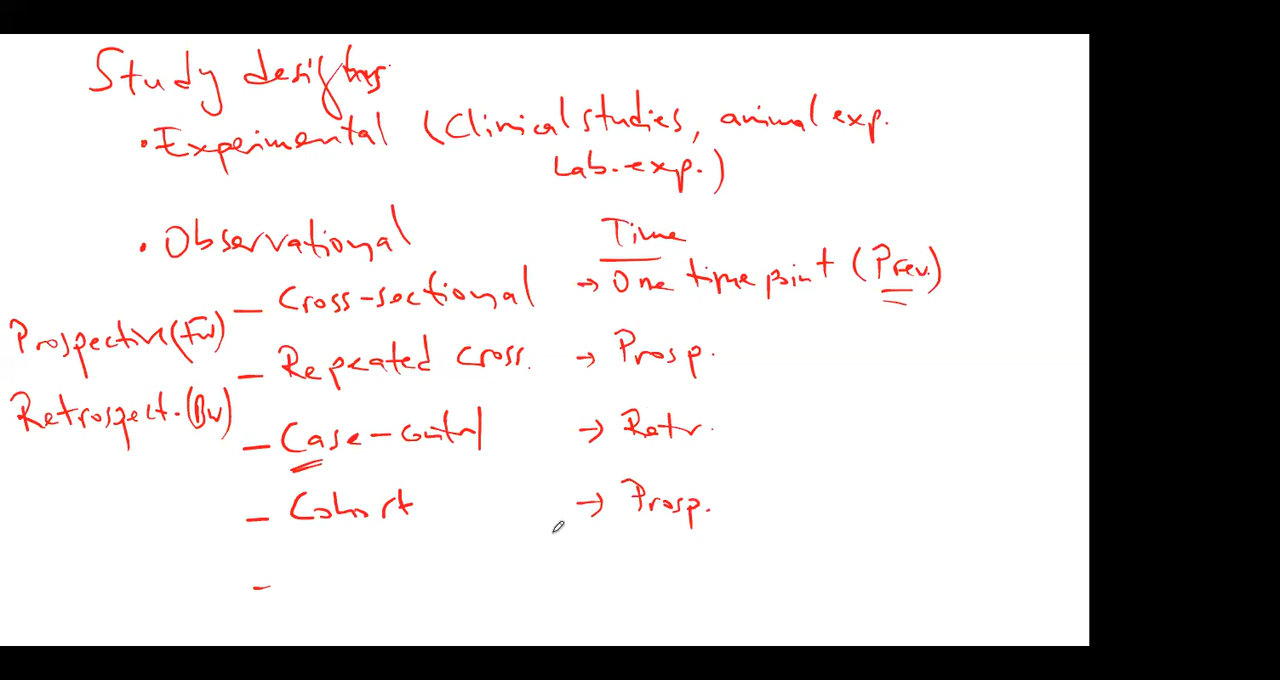 Study designs
• Experimental (Clinical studies, animal exp.
Lab. exp.)
• Observational
Time
- Cross-sectional → One time point (Prev.)
Prospective (Fw)
- Repeated cross. → Prosp.
Retrospect. (Bw)
- Case-control → Retr.
- Cohort → Prosp.
-